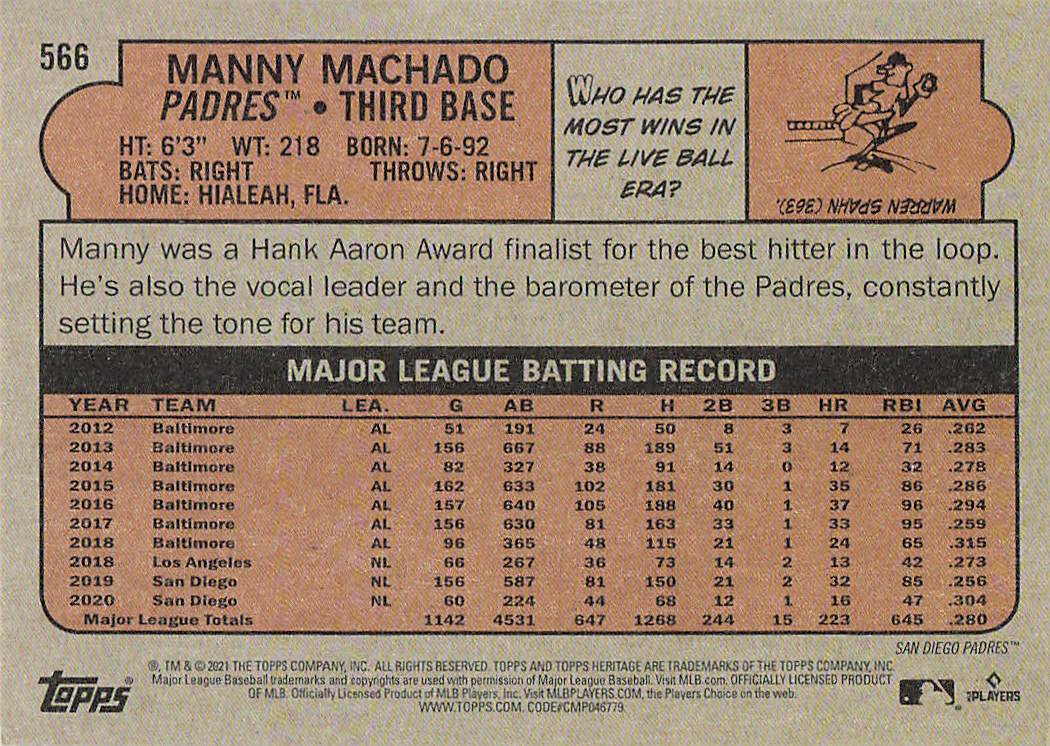 566
MANNY MACHADO
PADRES™ • THIRD BASE
HT: 6'3" WT: 218 BORN: 7-6-92
BATS: RIGHT THROWS: RIGHT
HOME: HIALEAH, FLA.
WHO HAS THE
MOST WINS IN
THE LIVE BALL
ERA?
WARREN SPAHN (363).
Manny was a Hank Aaron Award finalist for the best hitter in the loop.
He's also the vocal leader and the barometer of the Padres, constantly
setting the tone for his team.
MAJOR LEAGUE BATTING RECORD
YEAR TEAM LEA. G AB R H 2B 3B HR RBI AVG
2012 Baltimore AL 51 191 24 50 8 3 7 26 .262
2013 Baltimore AL 156 667 88 189 51 3 14 71 .283
2014 Baltimore AL 82 327 38 91 14 0 12 32 .278
2015 Baltimore AL 162 633 102 181 30 1 35 86 .286
2016 Baltimore AL 157 640 105 188 40 1 37 96 .294
2017 Baltimore AL 156 630 81 163 33 1 33 95 .259
2018 Baltimore AL 96 365 48 115 21 1 24 65 .315
2018 Los Angeles NL 66 267 36 73 14 2 13 42 .273
2019 San Diego NL 156 587 81 150 21 2 32 85 .256
2020 San Diego NL 60 224 44 68 12 1 16 47 .304
Major League Totals 1142 4531 647 1268 244 15 223 645 .280
SAN DIEGO PADRES™
®, TM & © 2021 THE TOPPS COMPANY, INC. ALL RIGHTS RESERVED. TOPPS AND TOPPS HERITAGE ARE TRADEMARKS OF THE TOPPS COMPANY, INC.
Major League Baseball trademarks and copyrights are used with permission of Major League Baseball. Visit MLB.com. OFFICIALLY LICENSED PRODUCT
OF MLB. Officially Licensed Product of MLB Players, Inc. Visit MLBPLAYERS.COM, the Players Choice on the web.
WWW.TOPPS.COM. CODE#CMP046779
topps®
MLB PLAYERS